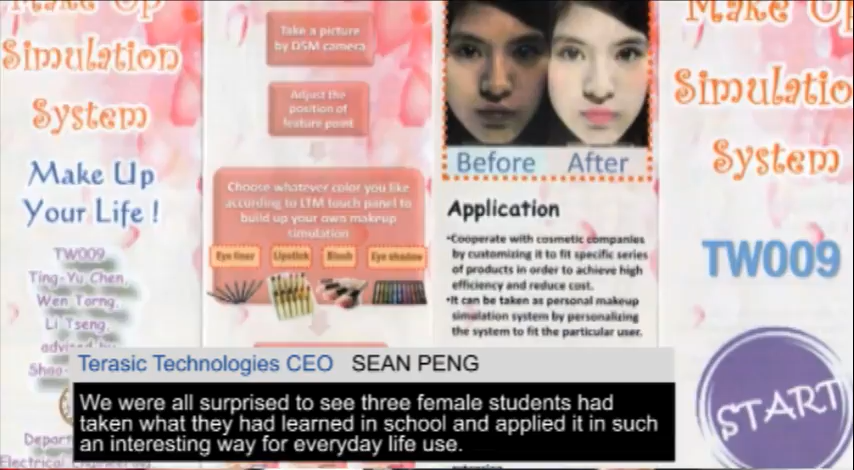 Make Up
Simulation
System
Make Up
Your Life !
TW009
Ting-Yu Chen,
Wen Torng,
Li Tseng,
Electrical Engineering
Take a picture
by DSM camera
Adjust the
position of
feature point
Choose whatever color you like
according to LTM touch panel to
build up your own makeup
simulation
Eye liner
Lipstick
Blush
Eye shadow
Before After
Application
•Cooperate with cosmetic companies
by customizing it to fit specific series
of products in order to achieve high
efficiency and reduce cost.
•It can be taken as personal makeup
simulation system by personalizing
the system to fit the particular user.
Make Up
Simulatio
System
TW009
START
Terasic Technologies CEO SEAN PENG
We were all surprised to see three female students had
taken what they had learned in school and applied it in such
an interesting way for everyday life use.